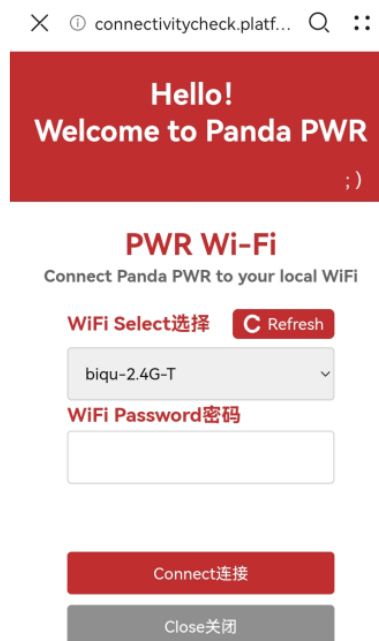 connectivitycheck.platf...
Hello!
Welcome to Panda PWR
;)
PWR Wi-Fi
Connect Panda PWR to your local WiFi
WiFi Select选择
Refresh
biqu-2.4G-T
WiFi Password密码
Connect连接
Close关闭